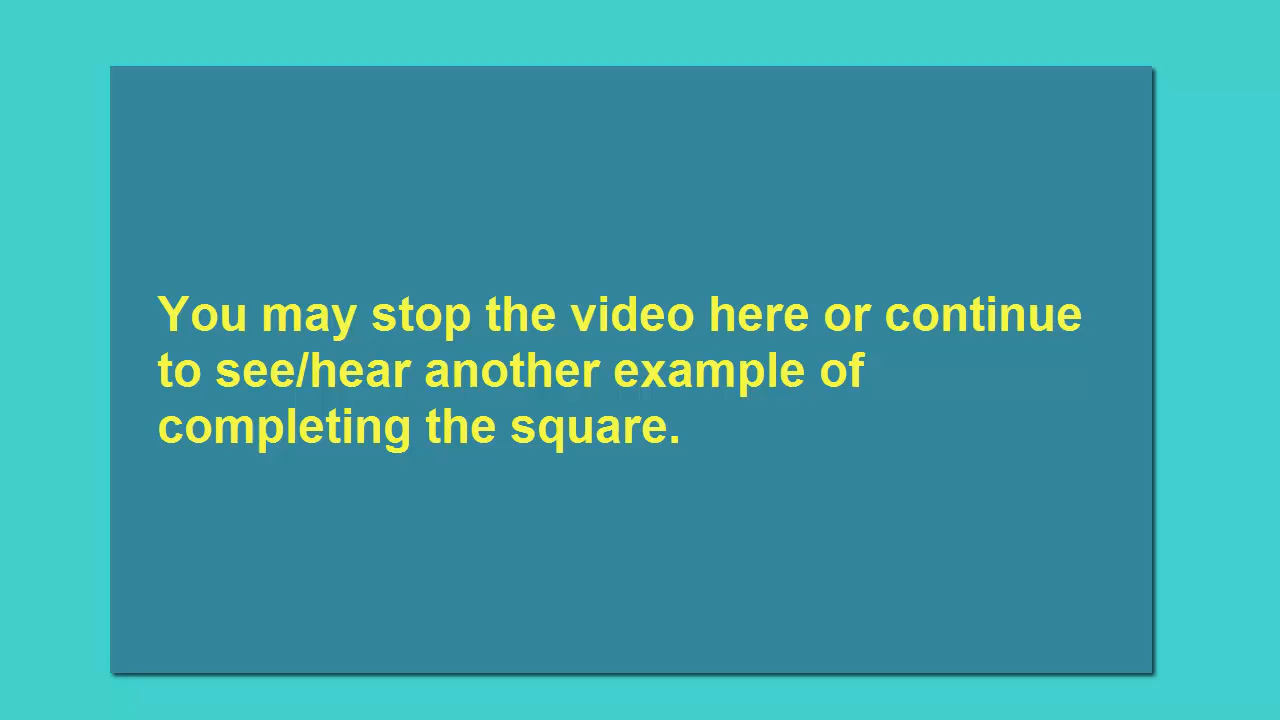 You may stop the video here or continue
to see/hear another example of
completing the square.